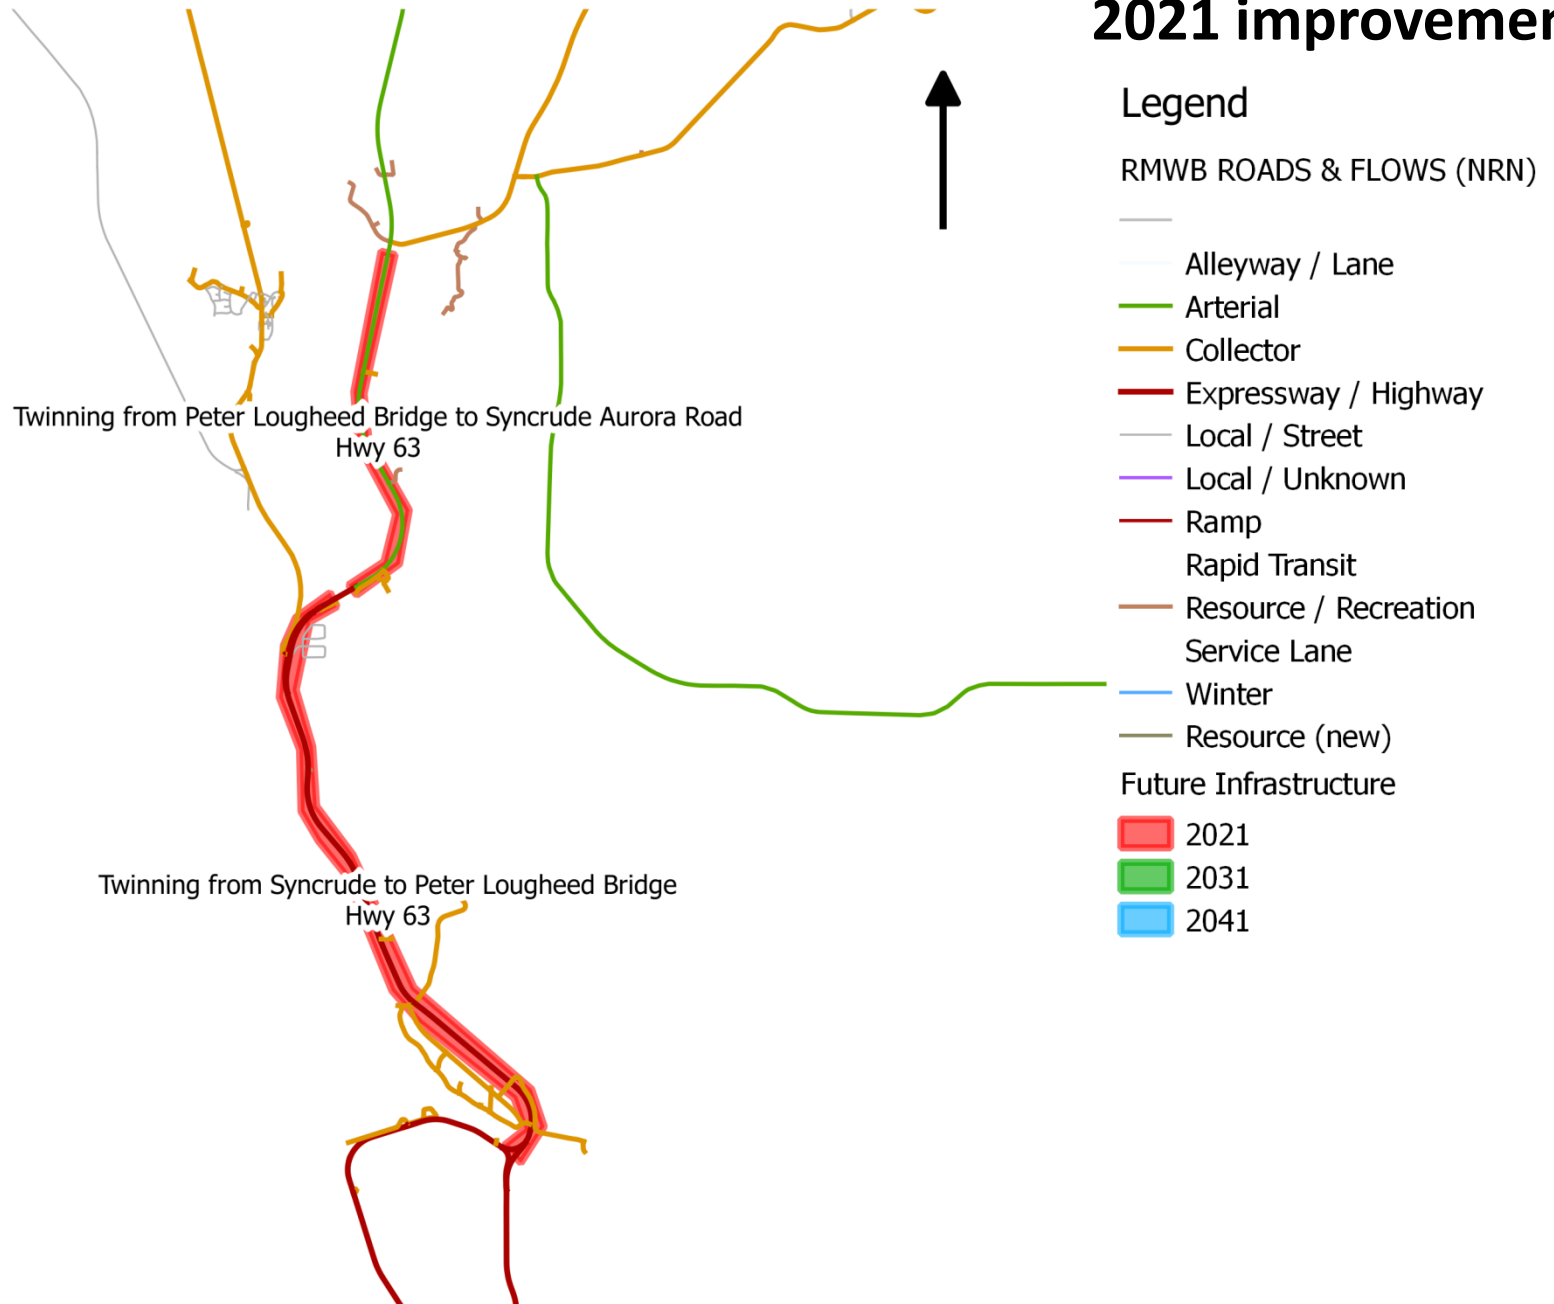 2021 improvemen
Legend
RMWB ROADS & FLOWS (NRN)
Alleyway / Lane
Arterial
Collector
Expressway / Highway
Local / Street
Local / Unknown
Ramp
Rapid Transit
Resource / Recreation
Service Lane
Winter
Resource (new)
Future Infrastructure
2021
2031
2041
Twinning from Peter Lougheed Bridge to Syncrude Aurora Road
Hwy 63
Twinning from Syncrude to Peter Lougheed Bridge
Hwy 63